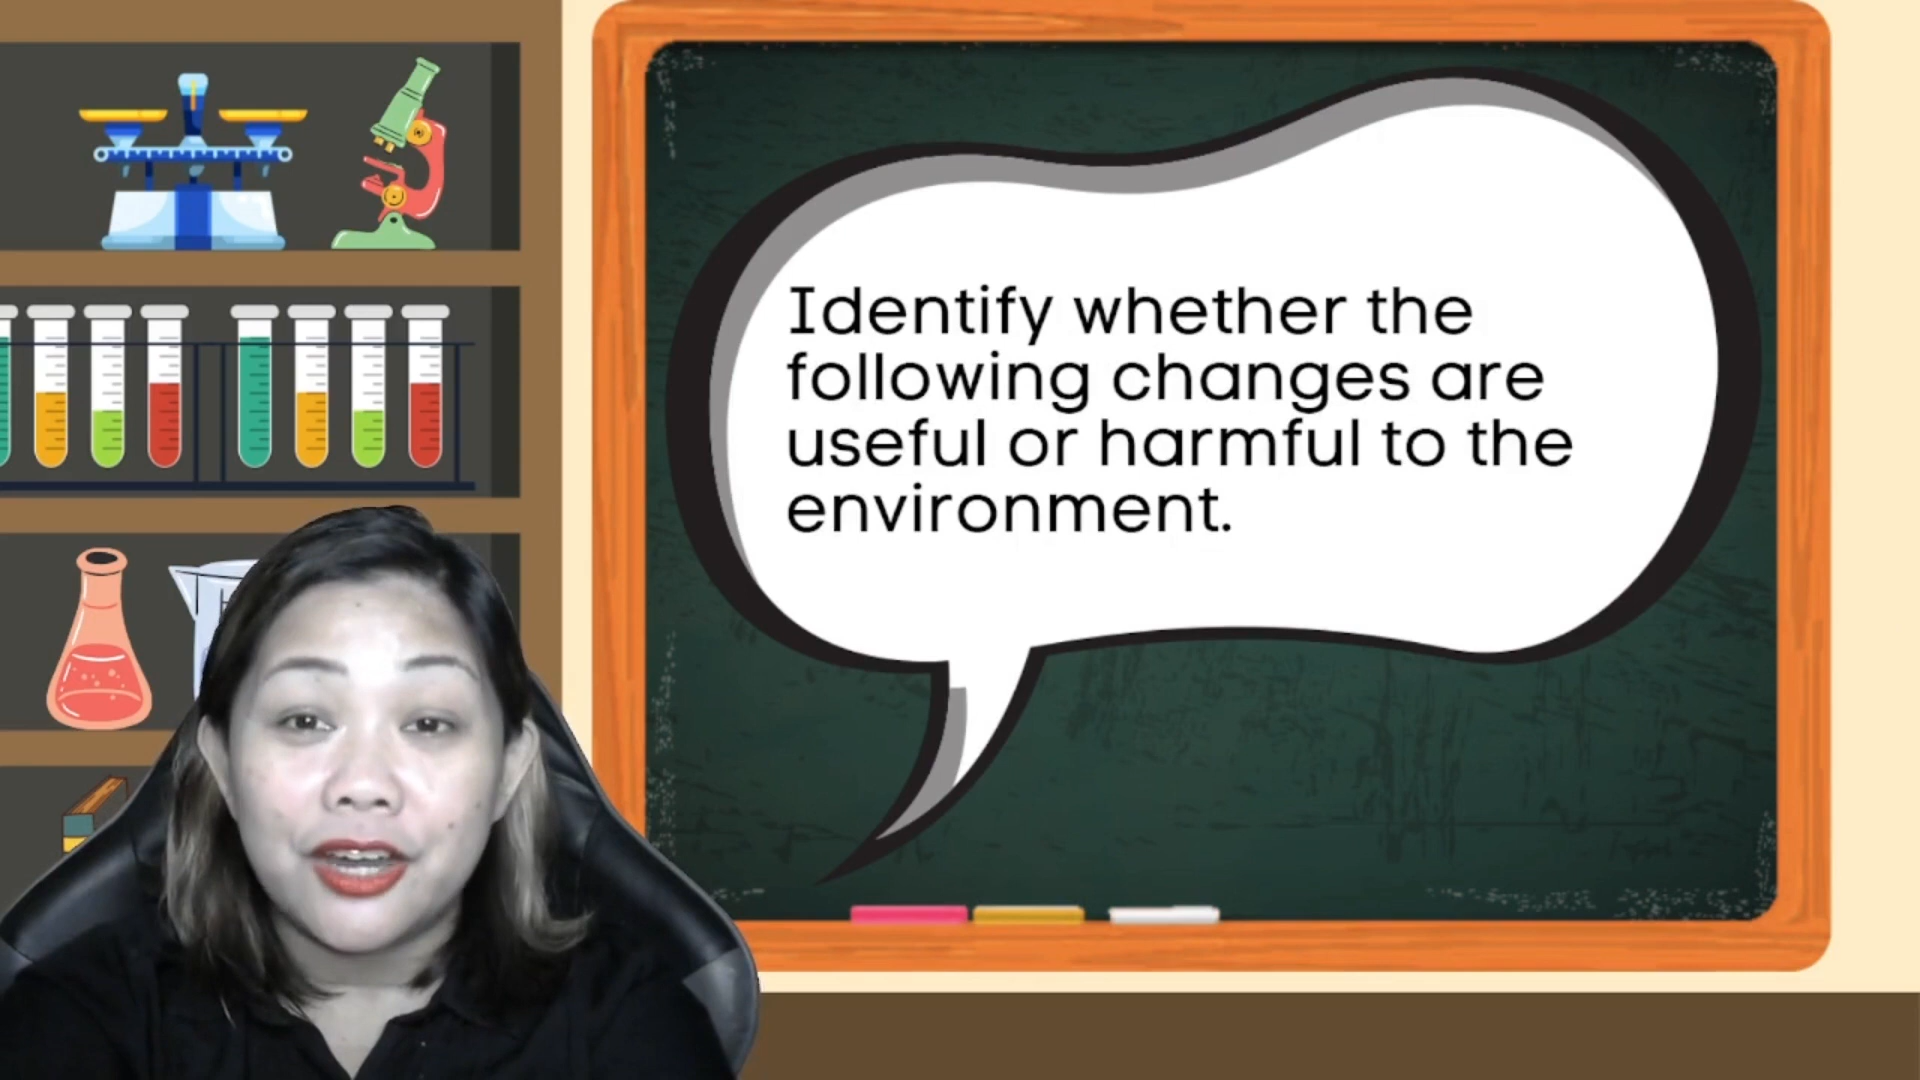 Identify whether the
following changes are
useful or harmful to the
environment.